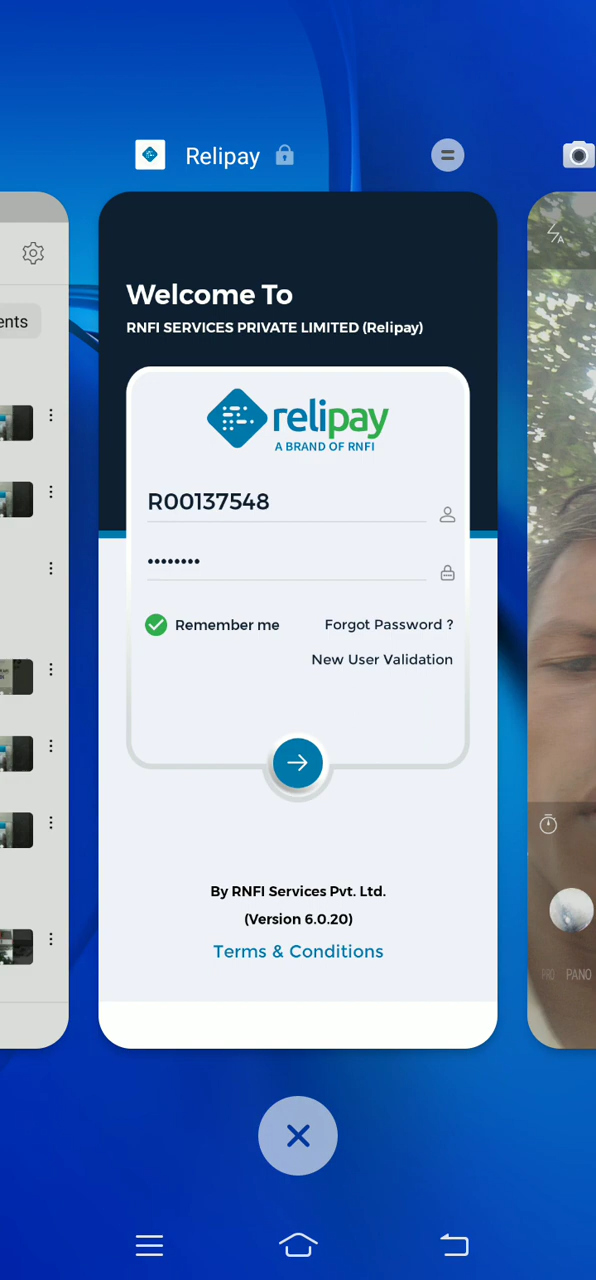 Relipay
ents
Welcome To
RNFI SERVICES PRIVATE LIMITED (Relipay)
relipay
A BRAND OF RNFI
R00137548
••••••••
Remember me
Forgot Password ?
New User Validation
By RNFI Services Pvt. Ltd.
(Version 6.0.20)
Terms & Conditions
PRO PANO